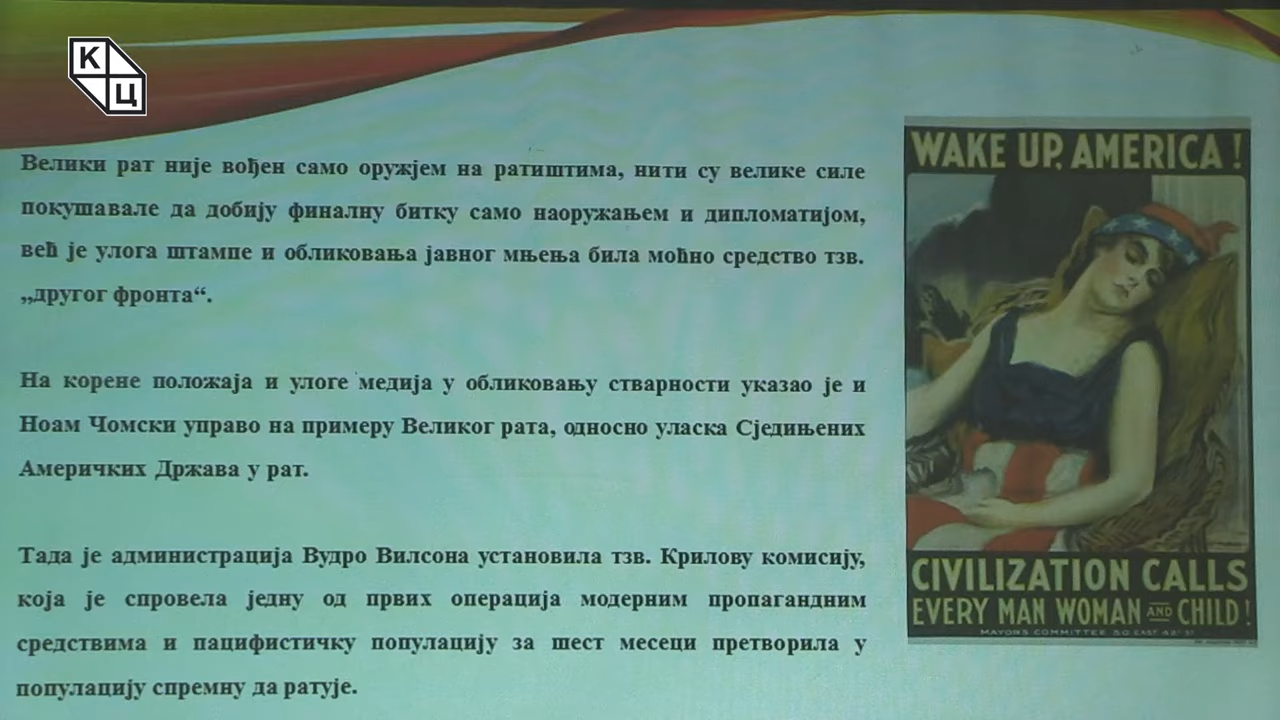 К
Ц
Велики рат није вођен само оружјем на ратиштима, нити су велике силе
покушавале да добију финалну битку само наоружањем и дипломатијом,
већ је улога штампе и обликовања јавног мњења била моћно средство тзв.
„другог фронта“.
На корене положаја и улоге медија у обликовању стварности указао је и
Ноам Чомски управо на примеру Великог рата, односно уласка Сједињених
Америчких Држава у рат.
Тада је администрација Вудро Вилсона установила тзв. Крилову комисију,
која је спровела једну од првих операција модерним пропагандним
средствима и пацифистичку популацију за шест месеци претворила у
популацију спремну да ратује.
WAKE UP, AMERICA!
CIVILIZATION CALLS
EVERY MAN WOMAN AND CHILD!
MAYORS COMMITTEE 50 EAST 42ND ST